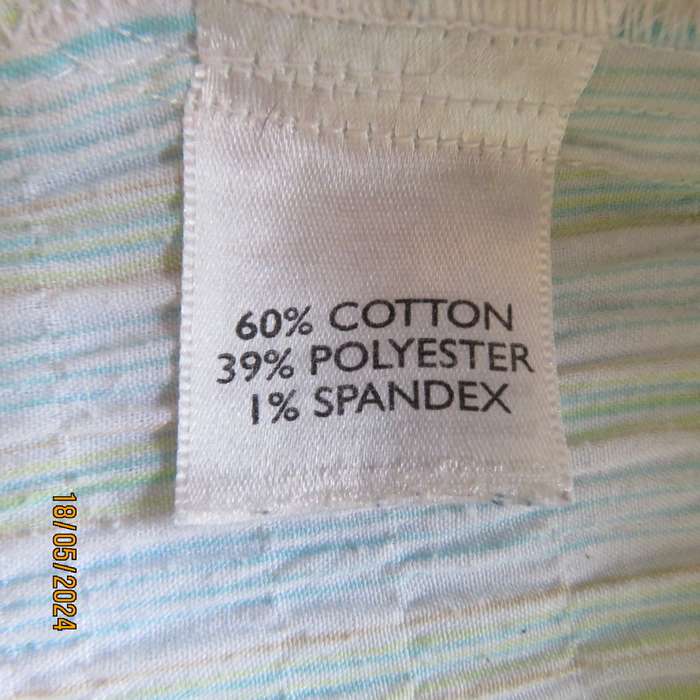 60% COTTON
39% POLYESTER
1% SPANDEX
18/05/2024